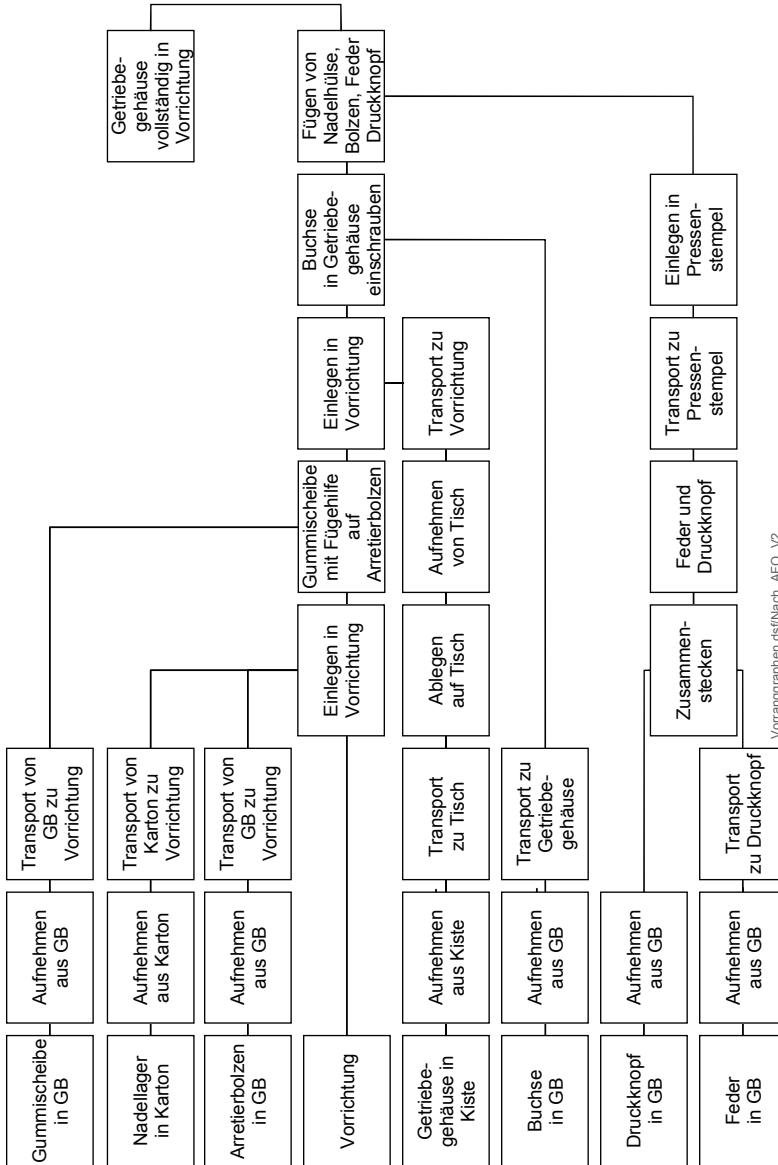 Gummischeibe
in GB
Aufnehmen
aus GB
Transport von
GB zu
Vorrichtung
Nadellager
in Karton
Aufnehmen
aus Karton
Transport von
Karton zu
Vorrichtung
Arretierbolzen
in GB
Aufnehmen
aus GB
Transport von
GB zu
Vorrichtung
Getriebe-
gehäuse
vollständig in
Vorrichtung
Vorrichtung
Einlegen in
Vorrichtung
Gummischeibe
mit Fügehilfe
auf
Arretierbolzen
Einlegen in
Vorrichtung
Buchse
in Getriebe-
gehäuse
einschrauben
Fügen von
Nadelhülse,
Bolzen, Feder
Druckknopf
Getriebe-
gehäuse in
Kiste
Aufnehmen
aus Kiste
Transport
zu Tisch
Ablegen
auf Tisch
Aufnehmen
von Tisch
Transport zu
Vorrichtung
Buchse
in GB
Aufnehmen
aus GB
Transport zu
Getriebe-
gehäuse
Druckknopf
in GB
Aufnehmen
aus GB
Zusammen-
stecken
Feder und
Druckknopf
Transport zu
Pressen-
stempel
Einlegen in
Pressen-
stempel
Feder
in GB
Aufnehmen
aus GB
Transport
zu Druckknopf
Vorranggraphen.dsf/Nach_AEO_V2